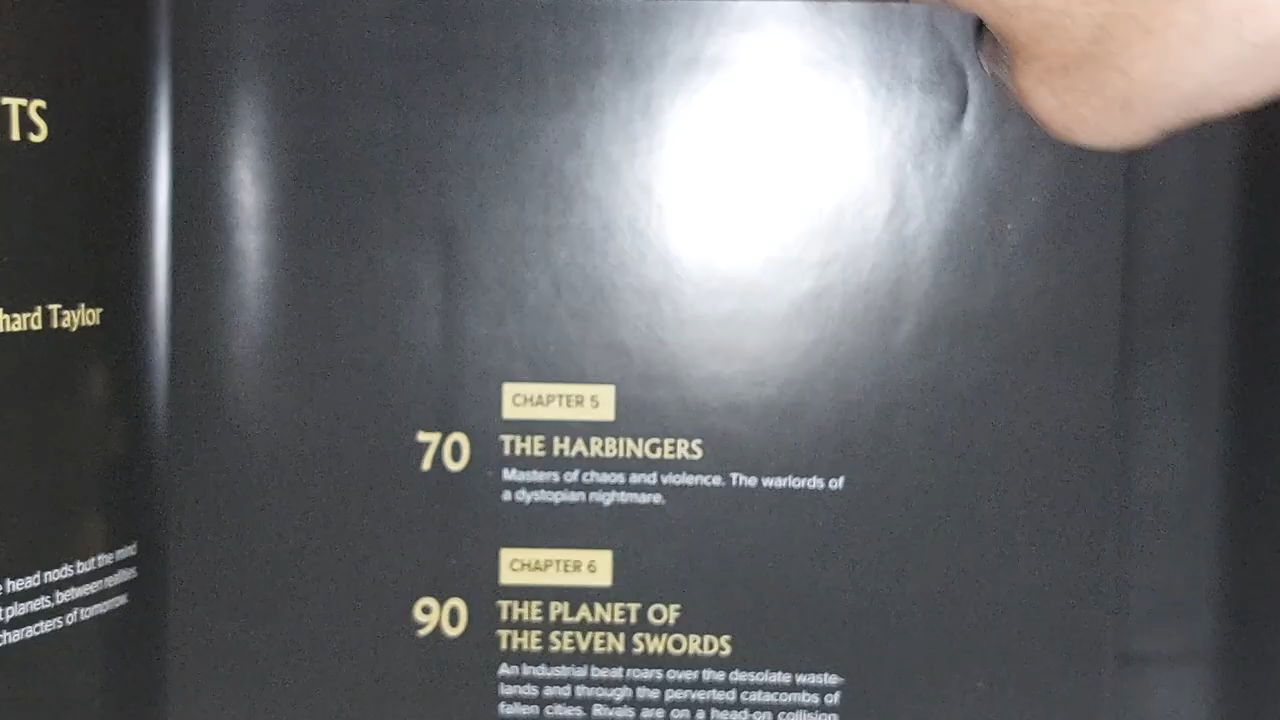 TS
hard Taylor
head nods but the mind
planets, between realities
characters of tomorrow.
CHAPTER 5
70 THE HARBINGERS
Masters of chaos and violence. The warlords of
a dystopian nightmare.
CHAPTER 6
90 THE PLANET OF
THE SEVEN SWORDS
An industrial beat roars over the desolate waste-
lands and through the perverted catacombs of
fallen cities. Rivals are on a head-on collision